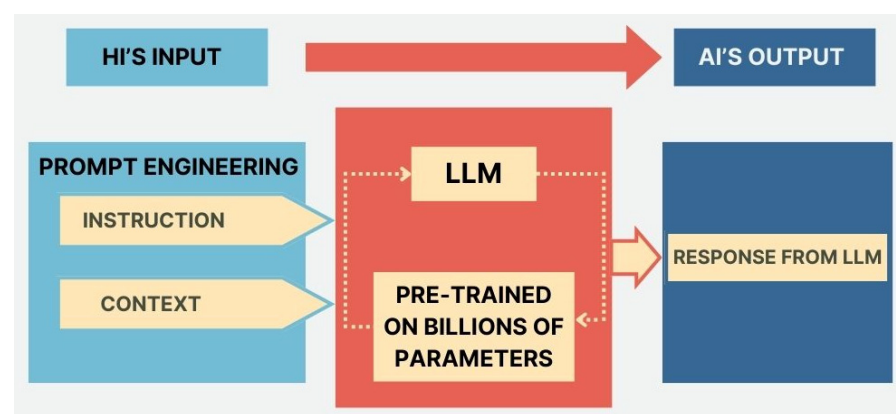 HI'S INPUT
AI'S OUTPUT
PROMPT ENGINEERING
INSTRUCTION
CONTEXT
LLM
PRE-TRAINED
ON BILLIONS OF
PARAMETERS
RESPONSE FROM LLM